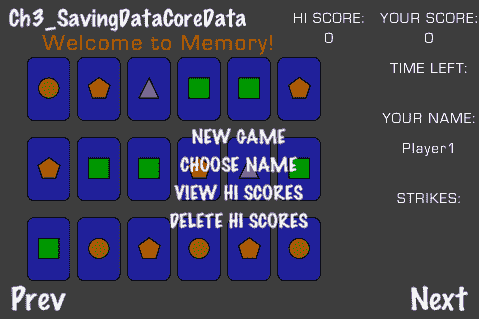 Ch3_SavingDataCoreData
HI SCORE:
0
YOUR SCORE:
0
Welcome to Memory!
TIME LEFT:
YOUR NAME:
Player1
STRIKES:
NEW GAME
CHOOSE NAME
VIEW HI SCORES
DELETE HI SCORES
Prev
Next